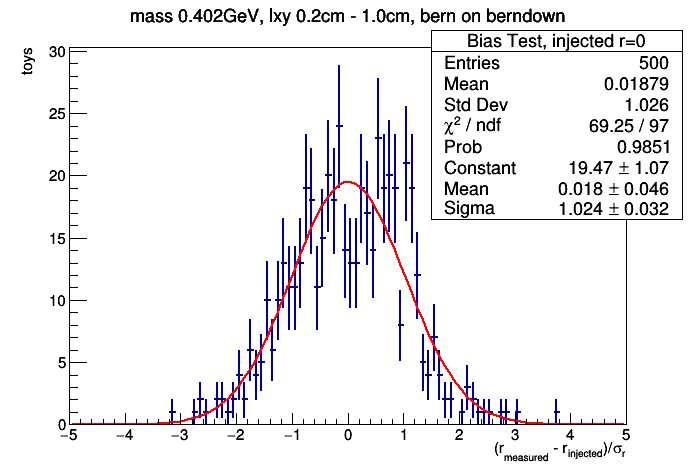 mass 0.402GeV, lxy 0.2cm - 1.0cm, bern on berndown
Bias Test, injected r=0
Entries 500
Mean 0.01879
Std Dev 1.026
χ² / ndf 69.25 / 97
Prob 0.9851
Constant 19.47 ± 1.07
Mean 0.018 ± 0.046
Sigma 1.024 ± 0.032
toys
30
25
20
15
10
5
0
−5 −4 −3 −2 −1 0 1 2 3 4 5
(r_measured - r_injected)/σ_r